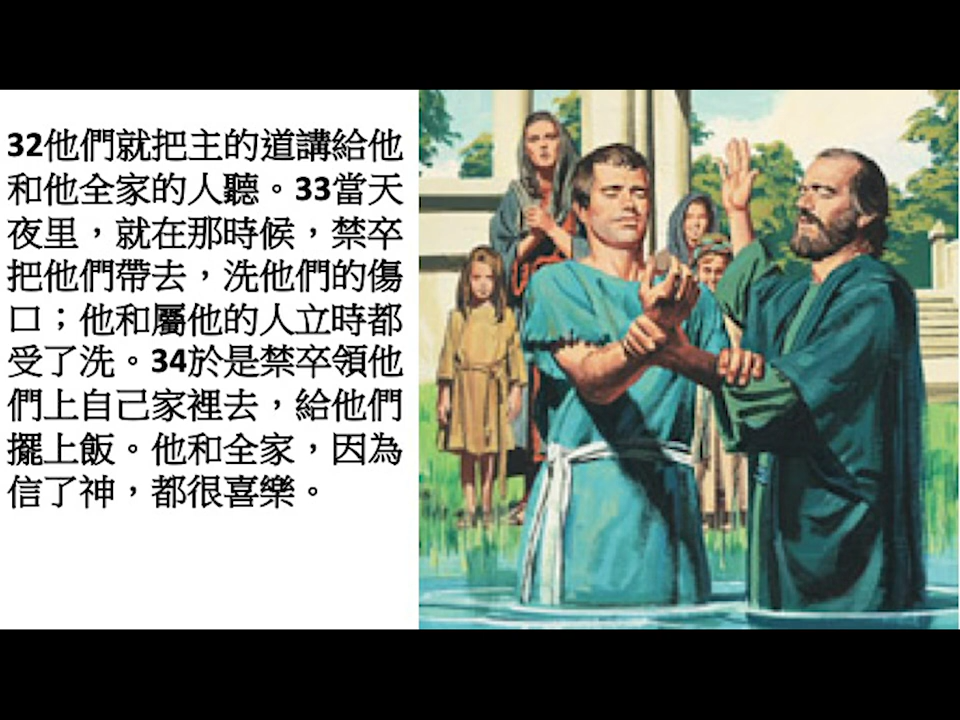 32他們就把主的道講給他
和他全家的人聽。33當天
夜里，就在那時候，禁卒
把他們帶去，洗他們的傷
口；他和屬他的人立時都
受了洗。34於是禁卒領他
們上自己家裡去，給他們
擺上飯。他和全家，因為
信了神，都很喜樂。